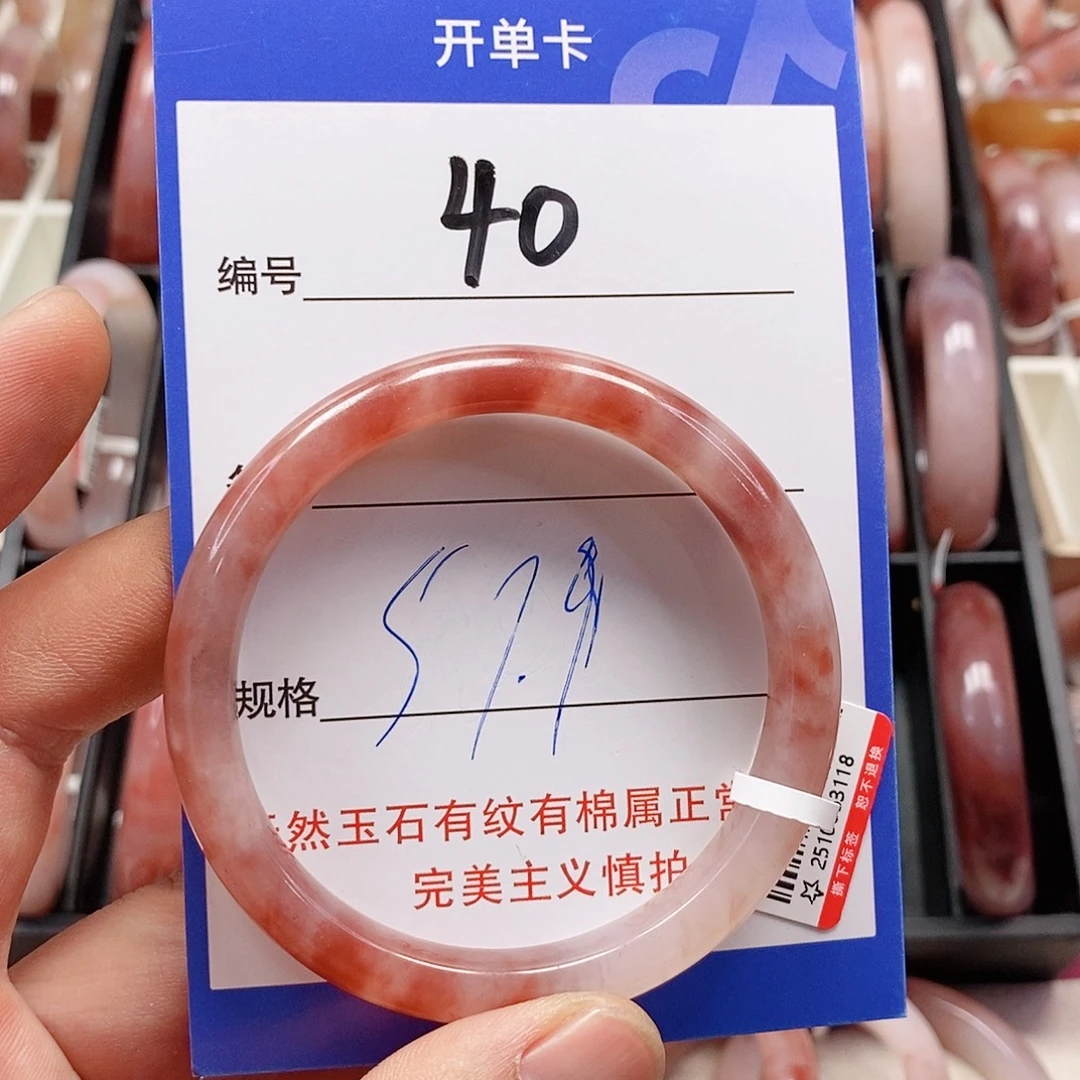 开单卡
编号 40
规格 57.9
然玉石有纹有棉属正常
完美主义慎拍
撕下标签 恕不退换